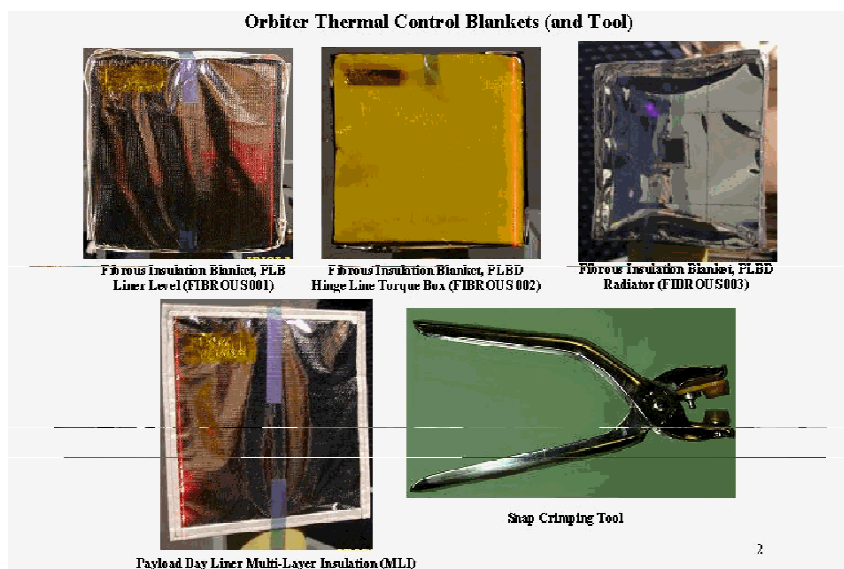 Orbiter Thermal Control Blankets (and Tool)
Fibrous Insulation Blanket, PLB
Liner Level (FIBROUS001)
Fibrous Insulation Blanket, PLBD
Hinge Line Torque Box (FIBROUS002)
Fibrous Insulation Blanket, PLBD
Radiator (FIBROUS003)
Snap Crimping Tool
2
Payload Bay Liner Multi-Layer Insulation (MLI)